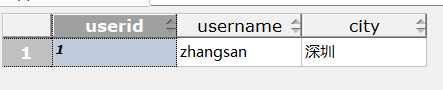 userid username city
1 1 zhangsan 深圳